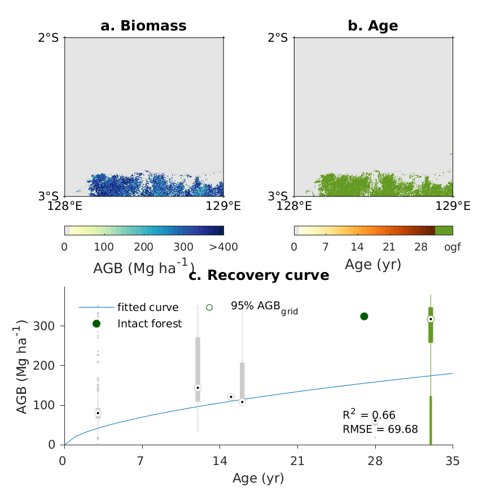 a. Biomass
b. Age
2°S
2°S
3°S
3°S
128°E
129°E
128°E
129°E
0 100 200 300 >400
0 7 14 21 28 ogf
AGB (Mg ha⁻¹)
Age (yr)
c. Recovery curve
fitted curve
95% AGB_grid
Intact forest
300
200
100
0
AGB (Mg ha⁻¹)
R² = 0.66
RMSE = 69.68
0 7 14 21 28 35
Age (yr)